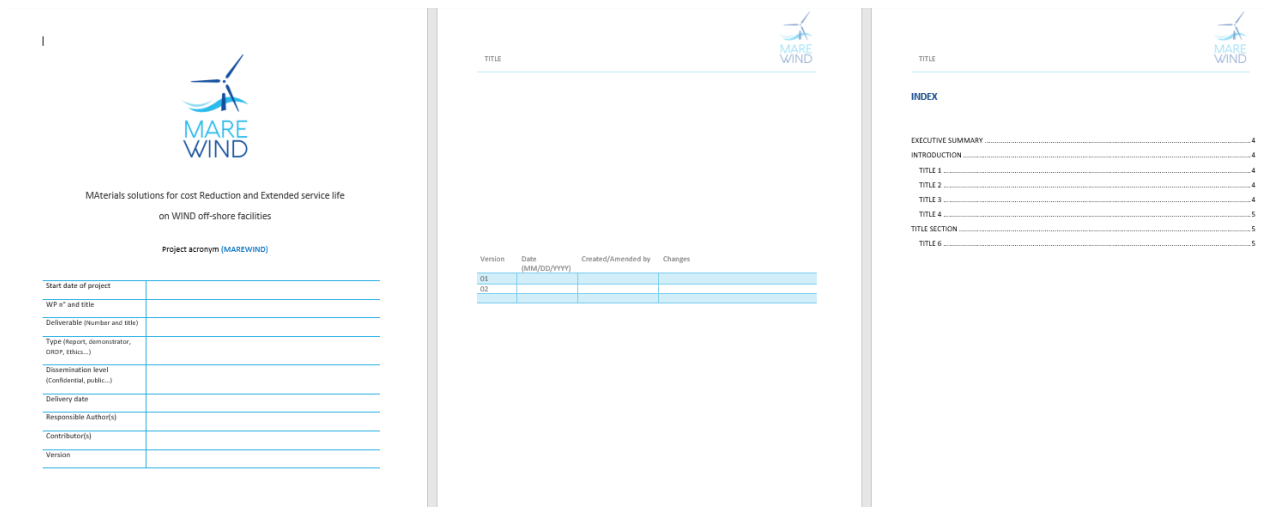 MARE
WIND
MAterials solutions for cost Reduction and Extended service life
on WIND off-shore facilities
Project acronym (MAREWIND)
Start date of project
WP nº and title
Deliverable (Number and title)
Type (Report, demonstrator,
ORDP, Ethics...)
Dissemination level
(Confidential, public...)
Delivery date
Responsible Author(s)
Contributor(s)
Version
MARE
WIND
TITLE
Version Date Created/Amended by Changes
(MM/DD/YYYY)
01
02
MARE
WIND
TITLE
INDEX
EXECUTIVE SUMMARY 4
INTRODUCTION 4
TITLE 1 4
TITLE 2 4
TITLE 3 4
TITLE 4 5
TITLE SECTION 5
TITLE 6 5